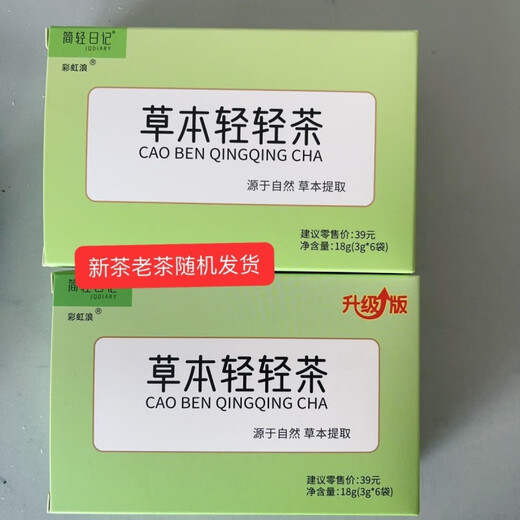 简轻日记®
JQDIARY
彩虹浪®
草本轻轻茶
CAO BEN QINGQING CHA
源于自然 草本提取
建议零售价:39元
净含量:18g(3g*6袋)
新茶老茶随机发货
简轻日记
JQDIARY
彩虹浪®
升级版
草本轻轻茶
CAO BEN QINGQING CHA
源于自然 草本提取
建议零售价:39元
净含量:18g(3g*6袋)